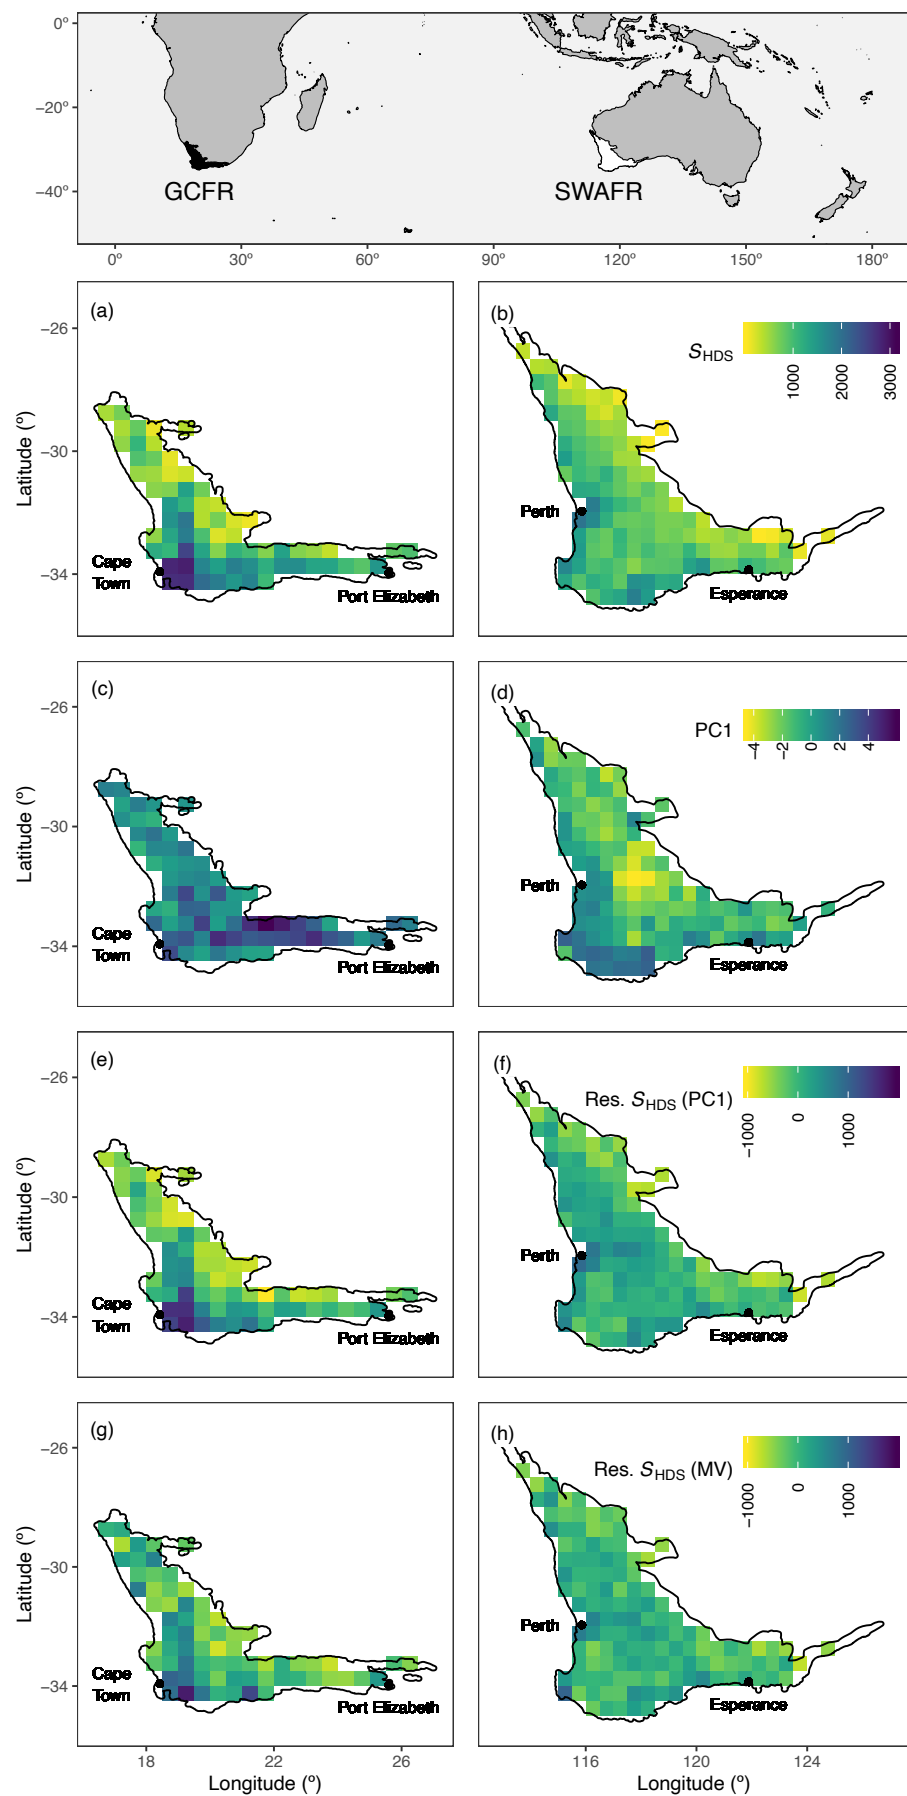 0°
−20°
−40°
GCFR
SWAFR
0°
30°
60°
90°
120°
150°
180°
(a)
−26
−30
−34
Latitude (º)
Cape
Town
Port Elizabeth
(b)
SHDS
1000
2000
3000
Perth
Esperance
(c)
−26
−30
−34
Latitude (º)
Cape
Town
Port Elizabeth
(d)
PC1
−4
−2
0
2
4
Perth
Esperance
(e)
−26
−30
−34
Latitude (º)
Cape
Town
Port Elizabeth
(f)
Res. SHDS (PC1)
−1000
0
1000
Perth
Esperance
(g)
−26
−30
−34
Latitude (º)
Cape
Town
Port Elizabeth
18
22
26
Longitude (º)
(h)
Res. SHDS (MV)
−1000
0
1000
Perth
Esperance
116
120
124
Longitude (º)